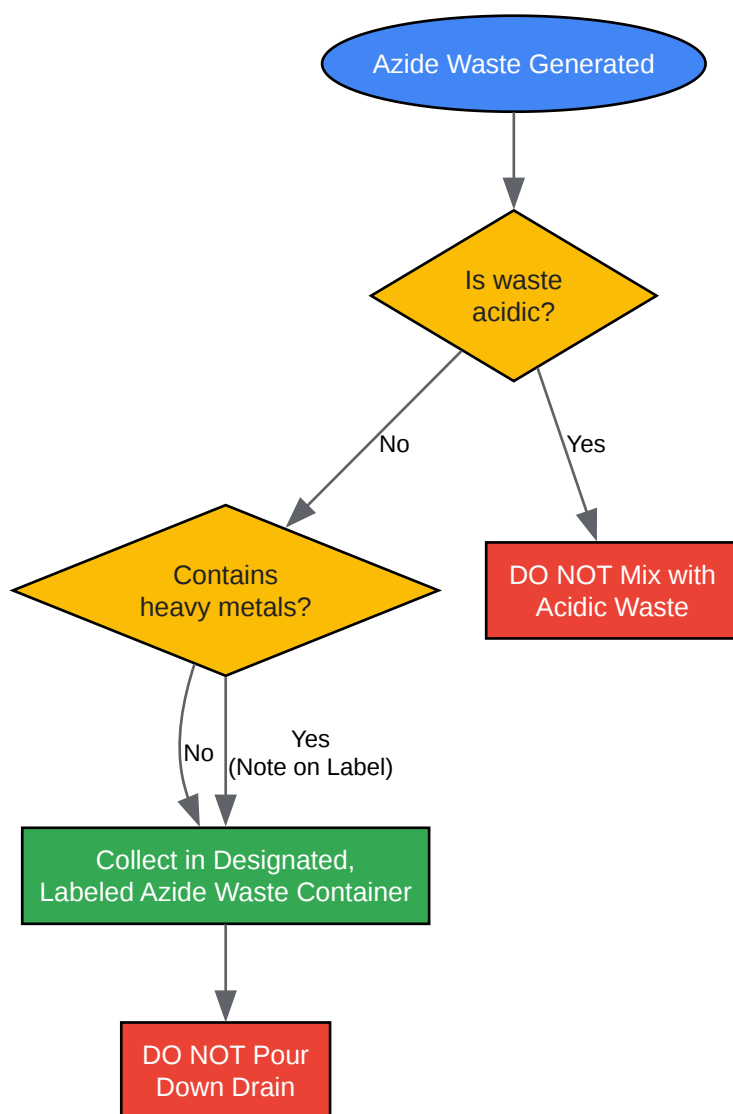 Azide Waste Generated
Is waste
acidic?
No
Yes
Contains
heavy metals?
DO NOT Mix with
Acidic Waste
No
Yes
(Note on Label)
Collect in Designated,
Labeled Azide Waste Container
DO NOT Pour
Down Drain